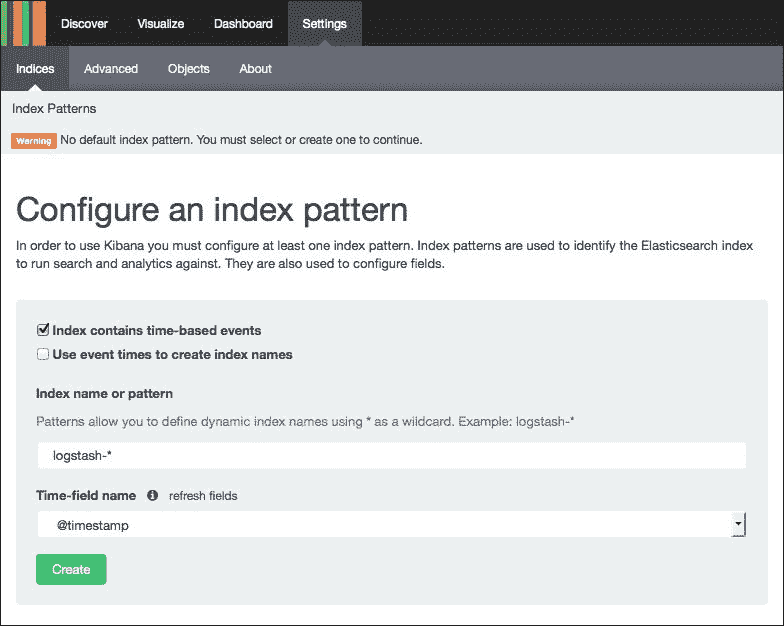 Discover Visualize Dashboard Settings
Indices Advanced Objects About
Index Patterns
Warning No default index pattern. You must select or create one to continue.
Configure an index pattern
In order to use Kibana you must configure at least one index pattern. Index patterns are used to identify the Elasticsearch index
to run search and analytics against. They are also used to configure fields.
Index contains time-based events
Use event times to create index names
Index name or pattern
Patterns allow you to define dynamic index names using * as a wildcard. Example: logstash-*
logstash-*
Time-field name refresh fields
@timestamp
Create